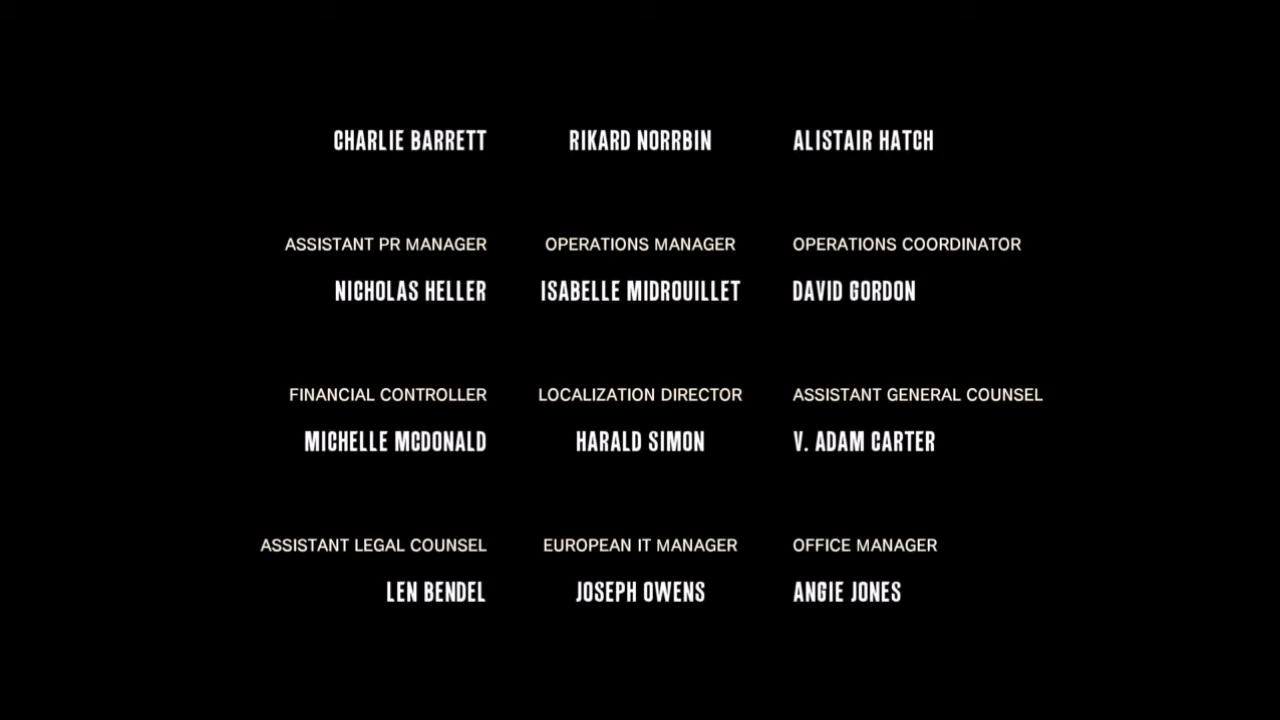 CHARLIE BARRETT RIKARD NORRBIN ALISTAIR HATCH
ASSISTANT PR MANAGER OPERATIONS MANAGER OPERATIONS COORDINATOR
NICHOLAS HELLER ISABELLE MIDROUILLET DAVID GORDON
FINANCIAL CONTROLLER LOCALIZATION DIRECTOR ASSISTANT GENERAL COUNSEL
MICHELLE MCDONALD HARALD SIMON V. ADAM CARTER
ASSISTANT LEGAL COUNSEL EUROPEAN IT MANAGER OFFICE MANAGER
LEN BENDEL JOSEPH OWENS ANGIE JONES